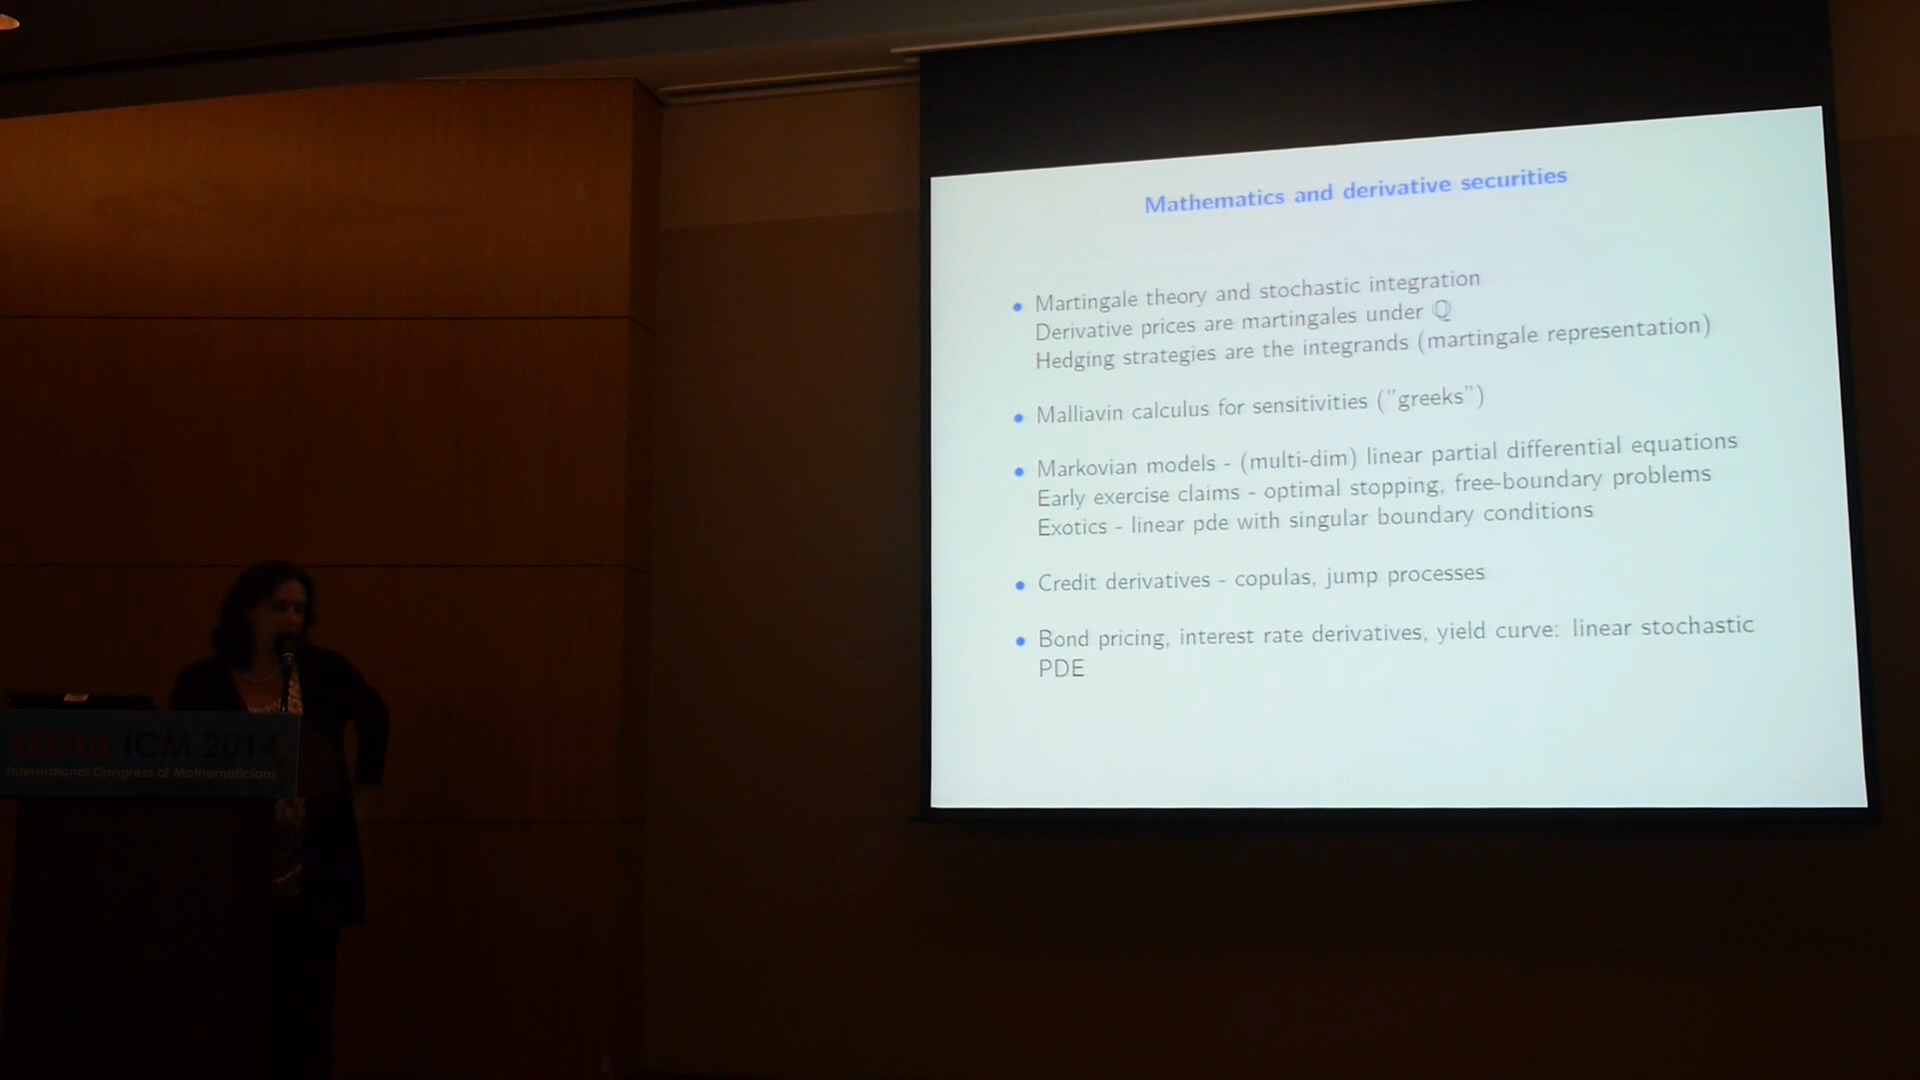 Mathematics and derivative securities
• Martingale theory and stochastic integration
Derivative prices are martingales under ℚ
Hedging strategies are the integrands (martingale representation)
• Malliavin calculus for sensitivities ("greeks")
• Markovian models - (multi-dim) linear partial differential equations
Early exercise claims - optimal stopping, free-boundary problems
Exotics - linear pde with singular boundary conditions
• Credit derivatives - copulas, jump processes
• Bond pricing, interest rate derivatives, yield curve: linear stochastic
PDE
SEOUL ICM 2014
International Congress of Mathematicians